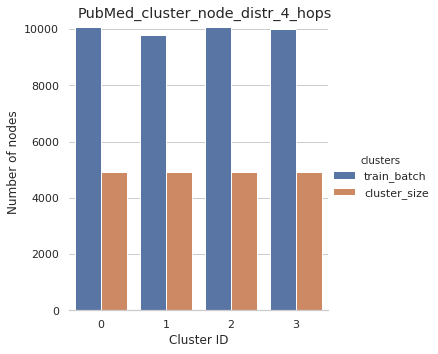 PubMed_cluster_node_distr_4_hops
10000
8000
6000
4000
2000
0
Number of nodes
0 1 2 3
Cluster ID
clusters
train_batch
cluster_size